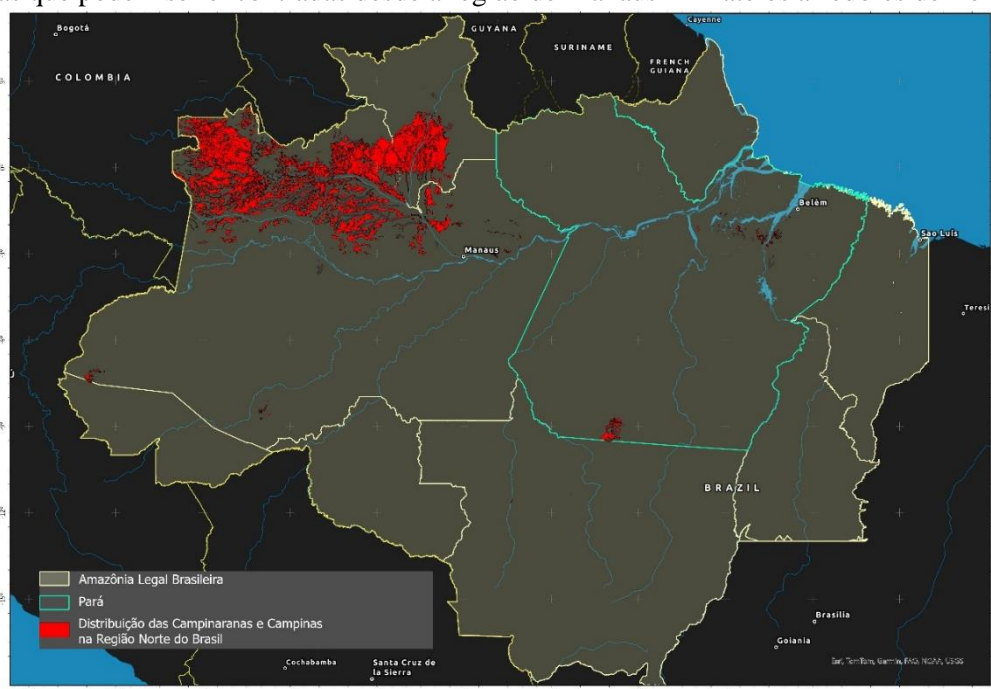 Cayenne
Bogotá
GUYANA
SURINAME
COLOMBIA
FRENCH
GUIANA
Belém
Sao Luís
Manaus
Teresi
BRAZIL
Amazônia Legal Brasileira
Pará
Distribuição das Campinaranas e Campinas
na Região Norte do Brasil
Brasília
Goiania
Cochabamba
Santa Cruz de
la Sierra
Esri, TomTom, Garmin, FAO, NOAA, USGS